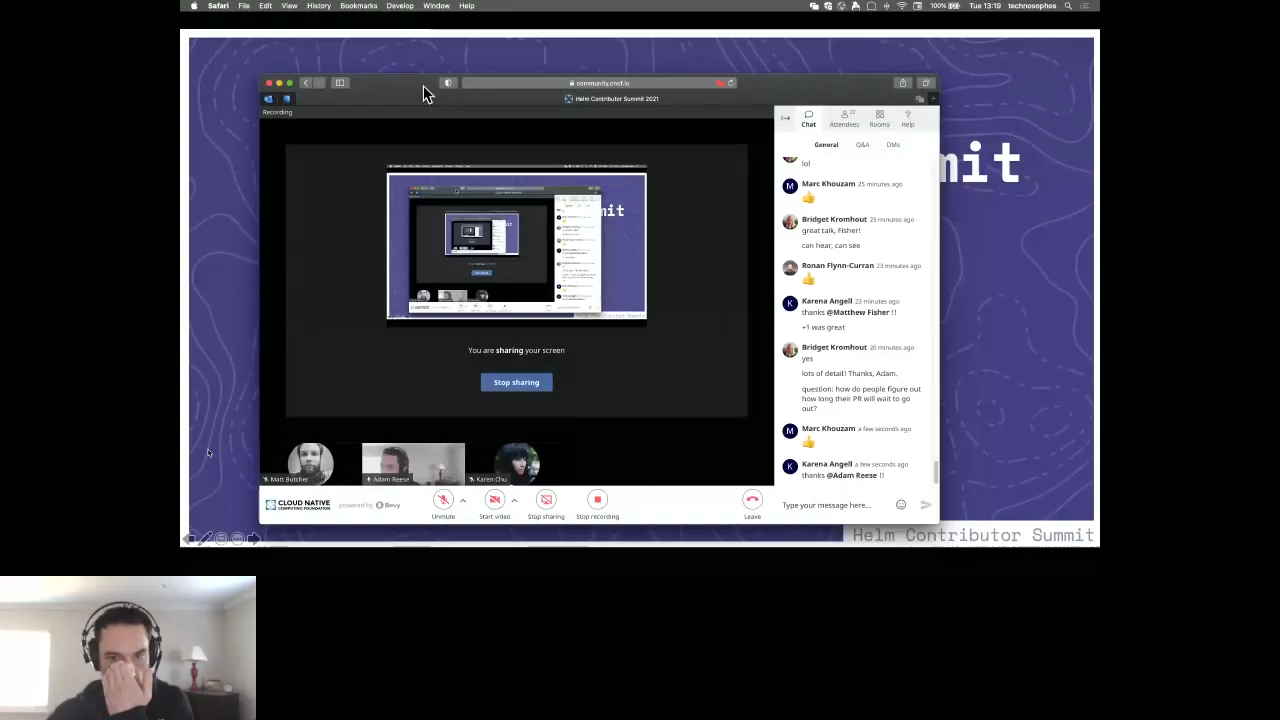 Safari File Edit View History Bookmarks Develop Window Help
100% Tue 13:19 technosophos
community.cncf.io
Helm Contributor Summit 2021
Recording
mit
Chat
Attendees
22
Rooms
Help
General Q&A DMs
lol
Marc Khouzam 25 minutes ago
👍
Bridget Kromhout 25 minutes ago
great talk, Fisher!
can hear, can see
Ronan Flynn-Curran 23 minutes ago
👍
Karena Angell 23 minutes ago
thanks @Matthew Fisher !!
+1 was great
Bridget Kromhout 20 minutes ago
yes
lots of detail! Thanks, Adam.
question: how do people figure out
how long their PR will wait to go
out?
Marc Khouzam a few seconds ago
👍
Karena Angell a few seconds ago
thanks @Adam Reese !!
Type your message here...
mit
You are sharing your screen
Stop sharing
Matt Butcher
Adam Reese
Karen Chu
CLOUD NATIVE
COMPUTING FOUNDATION
powered by Bevy
Unmute
Start video
Stop sharing
Stop recording
Leave
Helm Contributor Summit